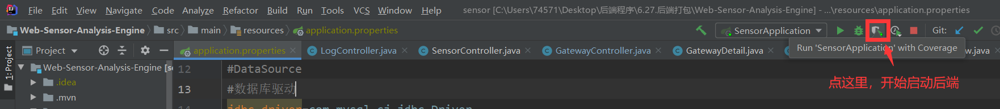 File Edit View Navigate Code Analyze Refactor Build Run Tools VCS Window Help sensor [C:\Users\74571\Desktop\后端程序\6.27.后端打包\Web-Sensor-Analysis-Engine] - ...\resources\application.properties
Web-Sensor-Analysis-Engine src main resources application.properties SensorApplication Git:
Run 'SensorApplication' with Coverage
1: Project
Project application.properties LogController.java SensorController.java GatewayController.java GatewayDetail.java w.java
Web-Sensor-Analysis-Engine [se
.idea
.mvn
12 #DataSource
13 #数据库驱动
点这里，开始启动后端